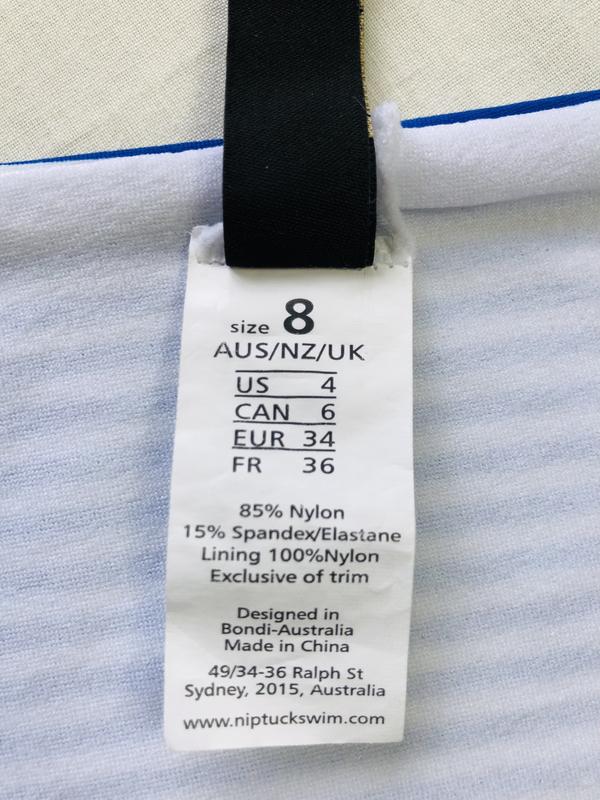 size 8
AUS/NZ/UK
US 4
CAN 6
EUR 34
FR 36
85% Nylon
15% Spandex/Elastane
Lining 100%Nylon
Exclusive of trim
Designed in
Bondi-Australia
Made in China
49/34-36 Ralph St
Sydney, 2015, Australia
www.niptuckswim.com